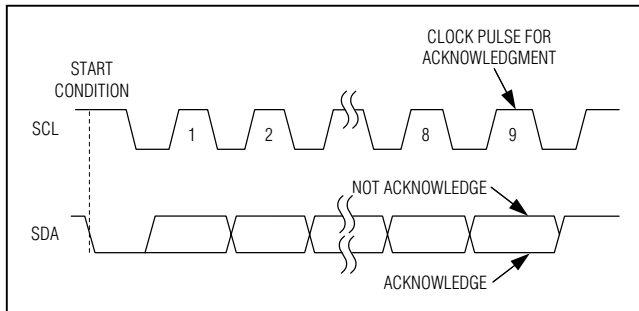 CLOCK PULSE FOR
ACKNOWLEDGMENT
START
CONDITION
SCL
1
2
8
9
NOT ACKNOWLEDGE
SDA
ACKNOWLEDGE